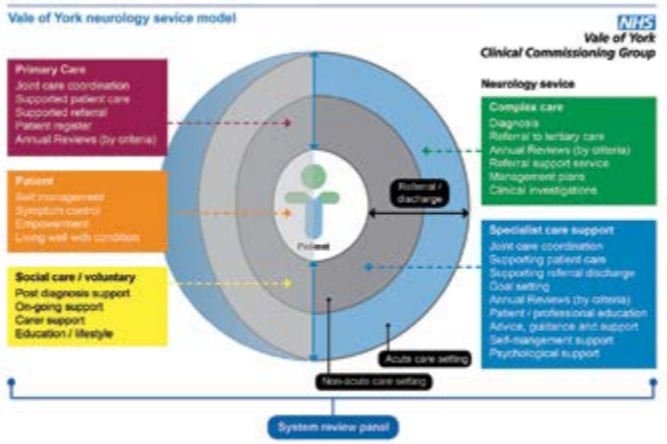 Vale of York neurology sevice model
NHS
Vale of York
Clinical Commissioning Group
Primary Care
Joint care coordination
Supported patient care
Supported referral
Patient register
Annual Reviews (by criteria)
Patient
Self management
Symptom control
Empowerment
Living well with condition
Social care / voluntary
Post diagnosis support
On-going support
Carer support
Education / lifestyle
Patient
Referral /
discharge
Acute care setting
Non-acute care setting
Neurology sevice
Complex care
Diagnosis
Referral to tertiary care
Annual Reviews (by criteria)
Referral support service
Management plans
Clinical investigations
Specialist care support
Joint care coordination
Supporting patient care
Supporting referral discharge
Goal setting
Annual Reviews (by criteria)
Patient / professional education
Advice, guidance and support
Self-mangement support
Psychological support
System review panel